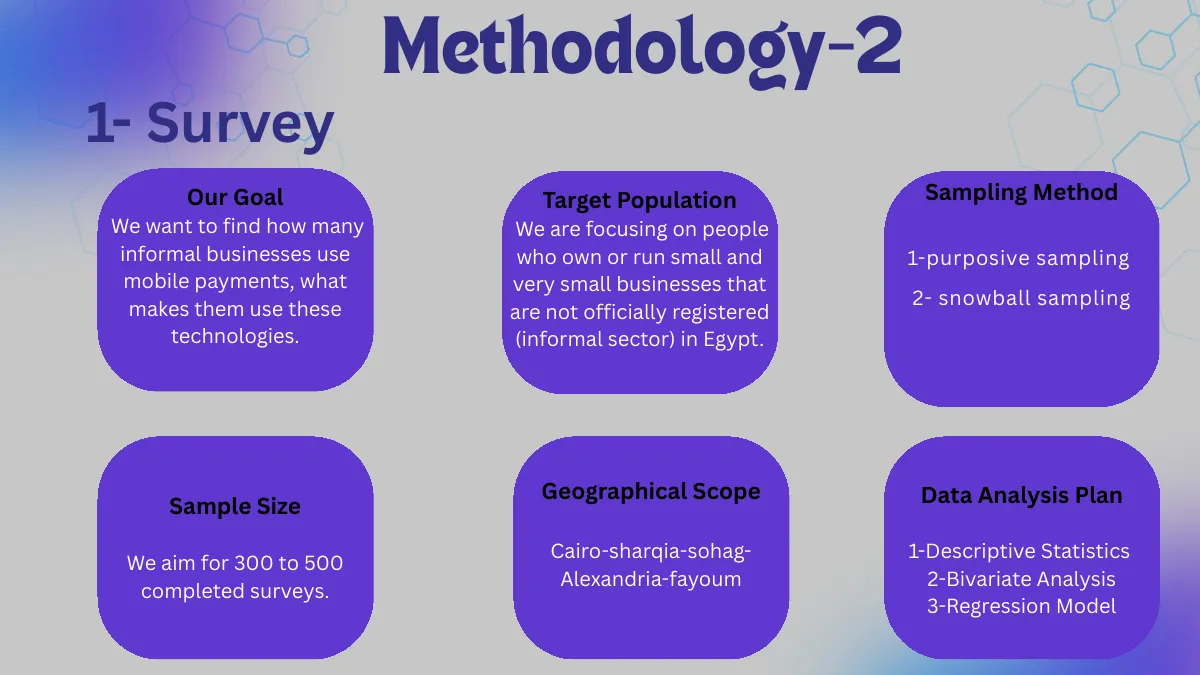 Methodology-2
1- Survey
Our Goal
We want to find how many
informal businesses use
mobile payments, what
makes them use these
technologies.
Target Population
We are focusing on people
who own or run small and
very small businesses that
are not officially registered
(informal sector) in Egypt.
Sampling Method
1-purposive sampling
2- snowball sampling
Sample Size
We aim for 300 to 500
completed surveys.
Geographical Scope
Cairo-sharqia-sohag-
Alexandria-fayoum
Data Analysis Plan
1-Descriptive Statistics
2-Bivariate Analysis
3-Regression Model